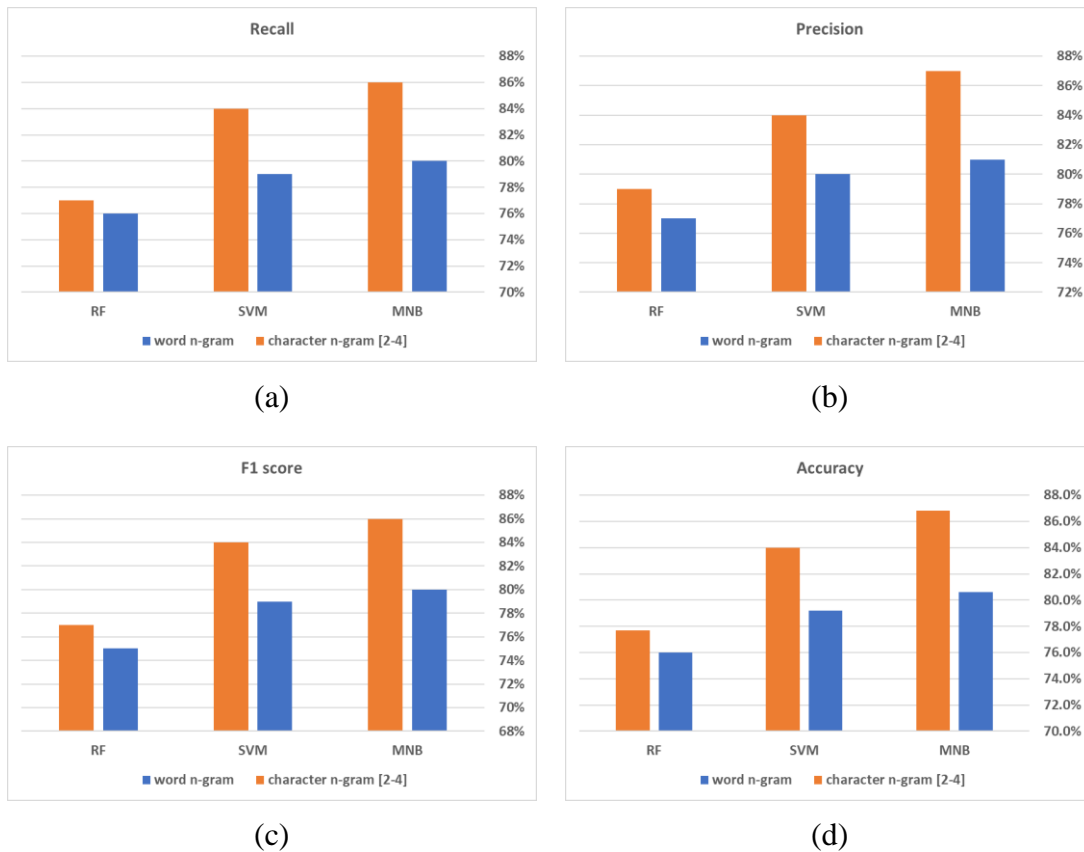 Recall
88%
86%
84%
82%
80%
78%
76%
74%
72%
70%
RF SVM MNB
word n-gram character n-gram [2-4]
(a)
Precision
88%
86%
84%
82%
80%
78%
76%
74%
72%
RF SVM MNB
word n-gram character n-gram [2-4]
(b)
F1 score
88%
86%
84%
82%
80%
78%
76%
74%
72%
70%
68%
RF SVM MNB
word n-gram character n-gram [2-4]
(c)
Accuracy
88.0%
86.0%
84.0%
82.0%
80.0%
78.0%
76.0%
74.0%
72.0%
70.0%
RF SVM MNB
word n-gram character n-gram [2-4]
(d)